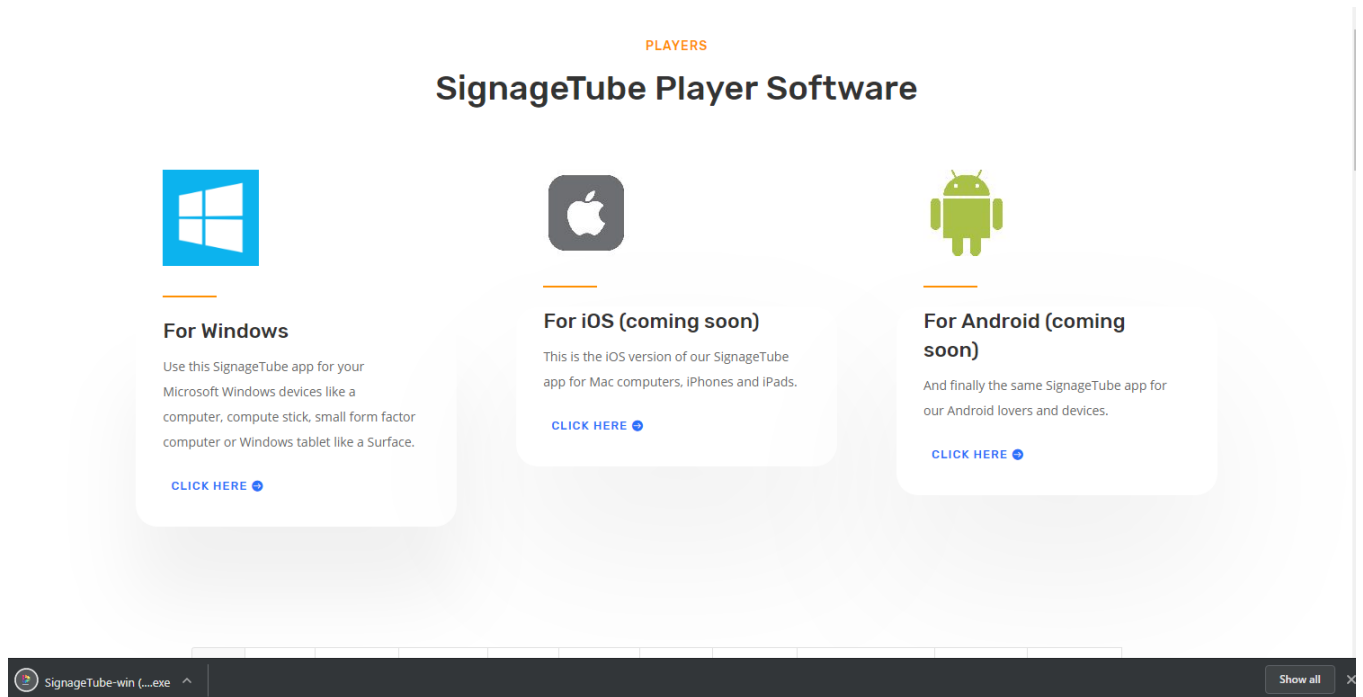 PLAYERS
SignageTube Player Software
For Windows
Use this SignageTube app for your
Microsoft Windows devices like a
computer, compute stick, small form factor
computer or Windows tablet like a Surface.
CLICK HERE
For iOS (coming soon)
This is the iOS version of our SignageTube
app for Mac computers, iPhones and iPads.
CLICK HERE
For Android (coming
soon)
And finally the same SignageTube app for
our Android lovers and devices.
CLICK HERE
SignageTube-win (....exe
Show all